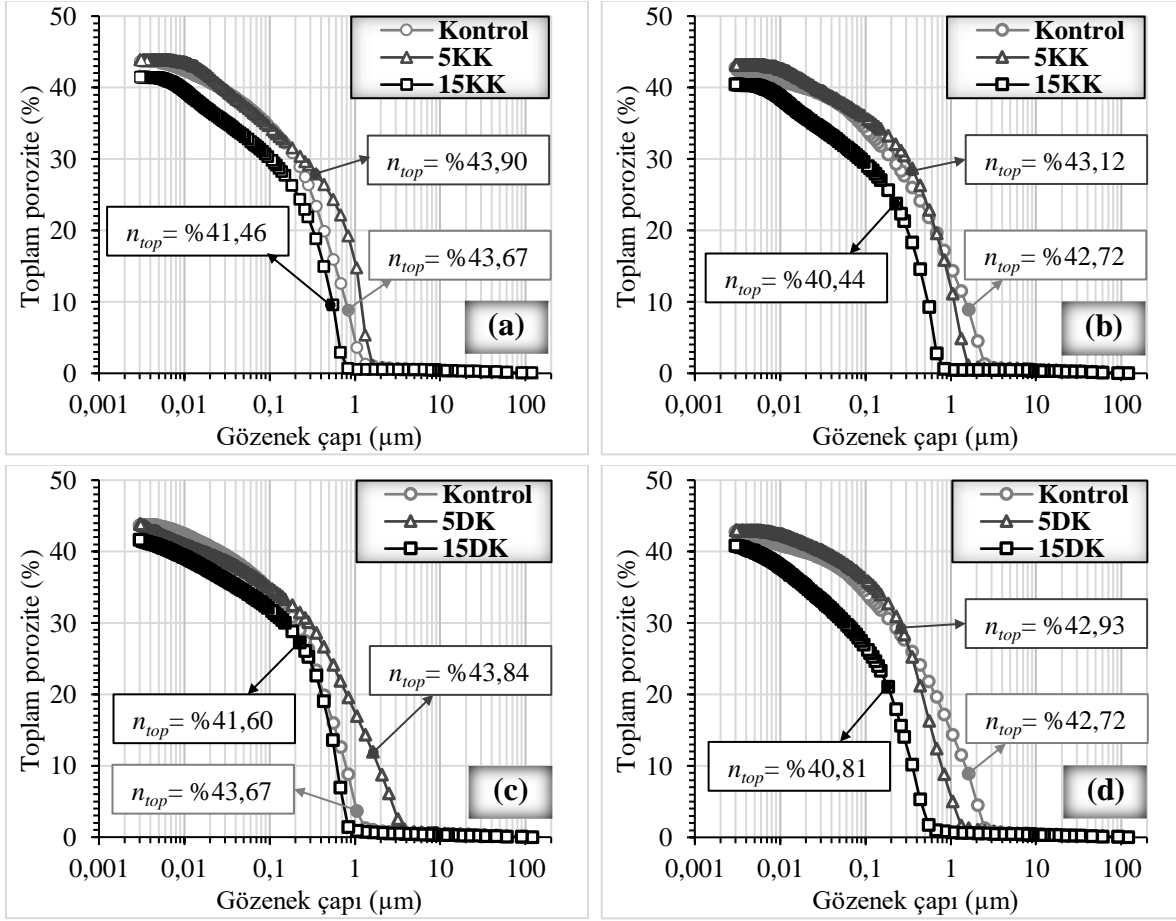 50
40
30
20
10
0
Toplam porozite (%)
Kontrol
5KK
15KK
n_top= %43,90
n_top= %41,46
n_top= %43,67
(a)
0,001 0,01 0,1 1 10 100
Gözenek çapı (µm)
50
40
30
20
10
0
Toplam porozite (%)
Kontrol
5KK
15KK
n_top= %43,12
n_top= %40,44
n_top= %42,72
(b)
0,001 0,01 0,1 1 10 100
Gözenek çapı (µm)
50
40
30
20
10
0
Toplam porozite (%)
Kontrol
5DK
15DK
n_top= %43,84
n_top= %41,60
n_top= %43,67
(c)
0,001 0,01 0,1 1 10 100
Gözenek çapı (µm)
50
40
30
20
10
0
Toplam porozite (%)
Kontrol
5DK
15DK
n_top= %42,93
n_top= %42,72
n_top= %40,81
(d)
0,001 0,01 0,1 1 10 100
Gözenek çapı (µm)